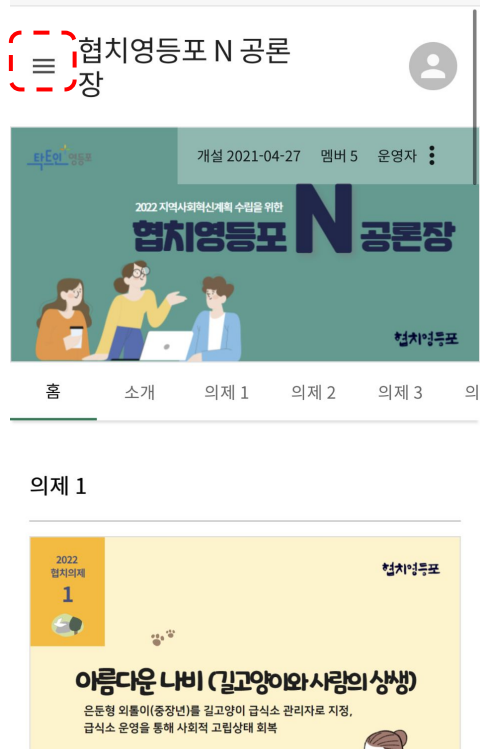 협치영등포 N 공론
장
탁트인 영등포
개설 2021-04-27 멤버 5 운영자
2022 지역사회혁신계획 수립을 위한
협치영등포 N 공론장
협치영등포
홈 소개 의제 1 의제 2 의제 3 의
의제 1
2022
협치의제
1
협치영등포
아름다운 나비 (길고양이와 사람의 상생)
은둔형 외톨이(중장년)를 길고양이 급식소 관리자로 지정,
급식소 운영을 통해 사회적 고립상태 회복